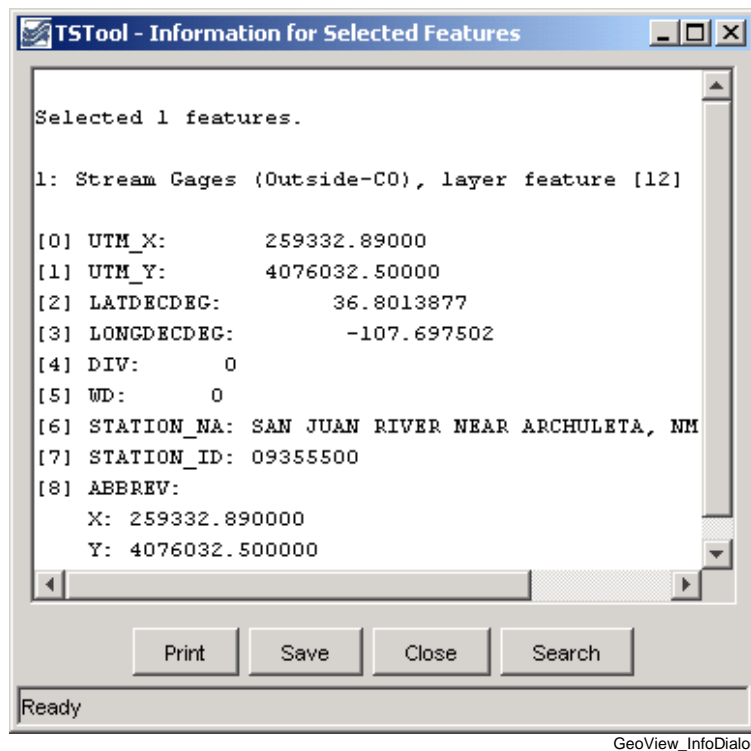 TSTool - Information for Selected Features
Selected 1 features.
1: Stream Gages (Outside-CO), layer feature [12]
[0] UTM_X: 259332.89000
[1] UTM_Y: 4076032.50000
[2] LATDECDEG: 36.8013877
[3] LONGDECDEG: -107.697502
[4] DIV: 0
[5] WD: 0
[6] STATION_NA: SAN JUAN RIVER NEAR ARCHULETA, NM
[7] STATION_ID: 09355500
[8] ABBREV:
X: 259332.890000
Y: 4076032.500000
Print Save Close Search
Ready
GeoView_InfoDialo